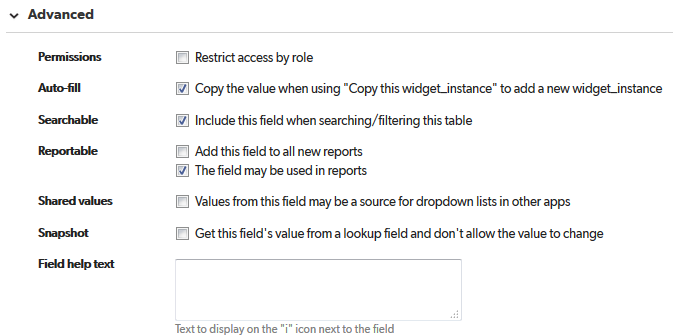 Advanced
Permissions Restrict access by role
Auto-fill Copy the value when using "Copy this widget_instance" to add a new widget_instance
Searchable Include this field when searching/filtering this table
Reportable Add this field to all new reports
The field may be used in reports
Shared values Values from this field may be a source for dropdown lists in other apps
Snapshot Get this field's value from a lookup field and don't allow the value to change
Field help text
Text to display on the "i" icon next to the field